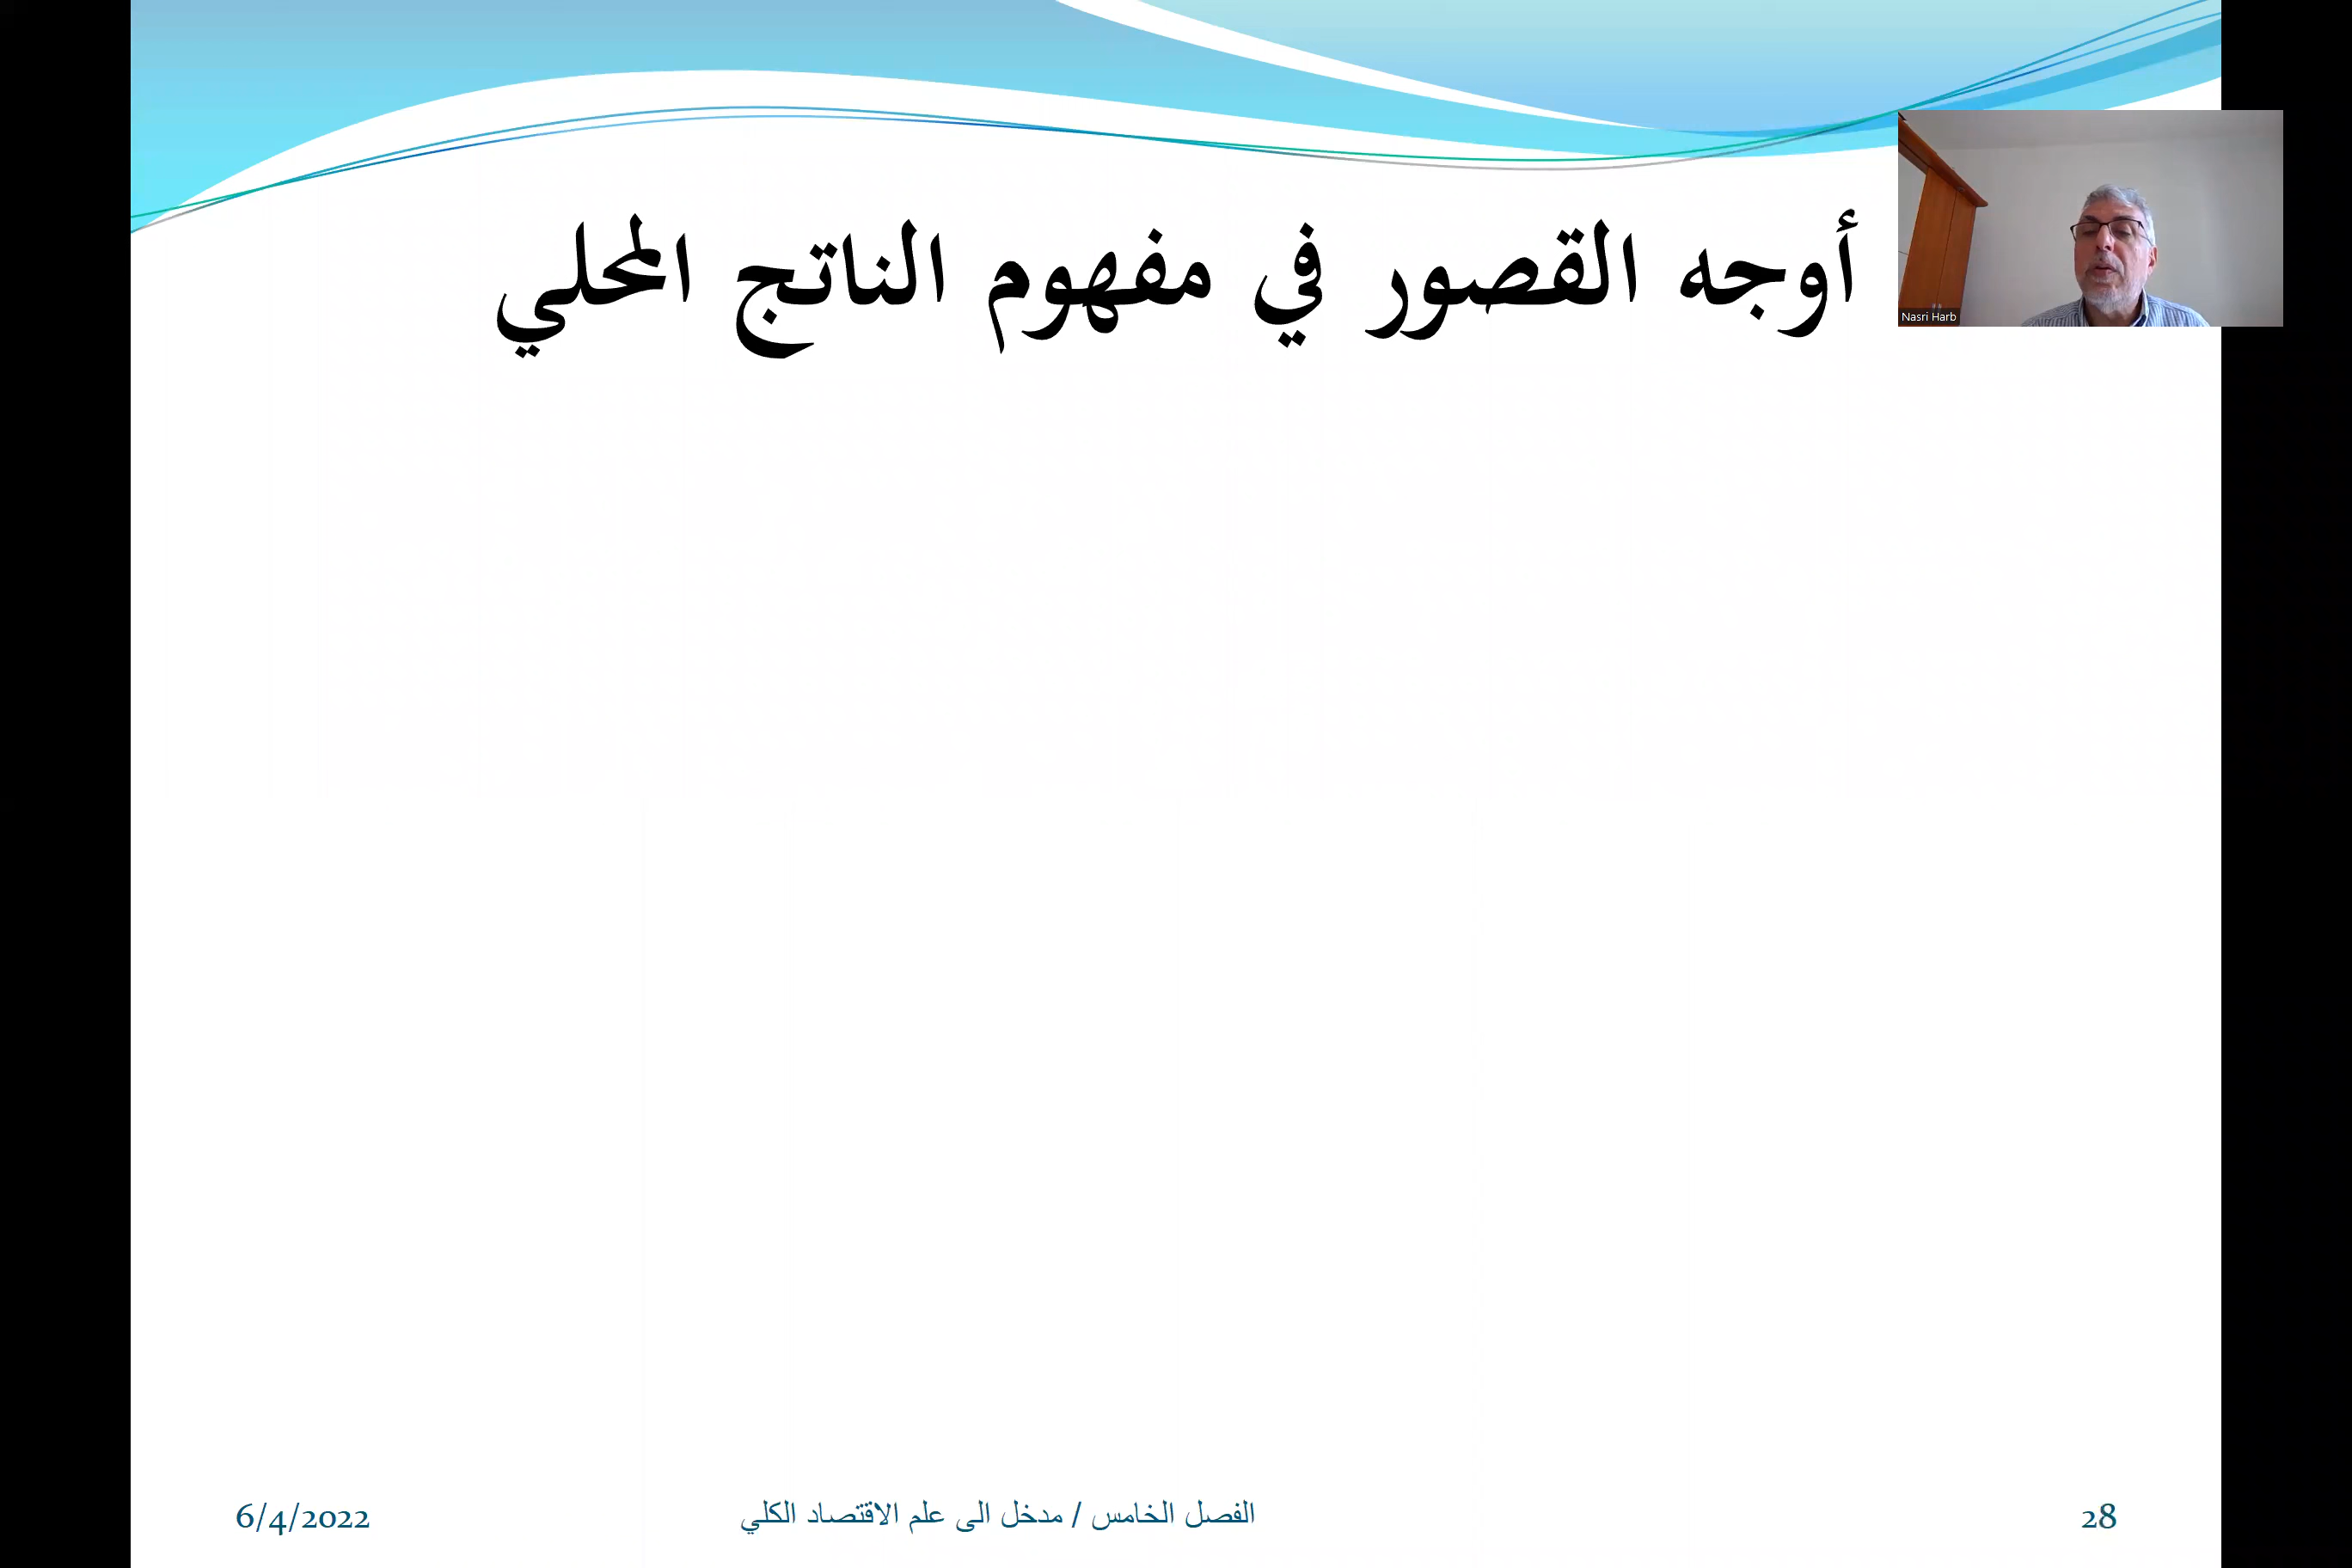 أوجه القصور في مفهوم الناتج المحلي
Nasri Harb
6/4/2022
الفصل الخامس / مدخل الى علم الاقتصاد الكلي
28